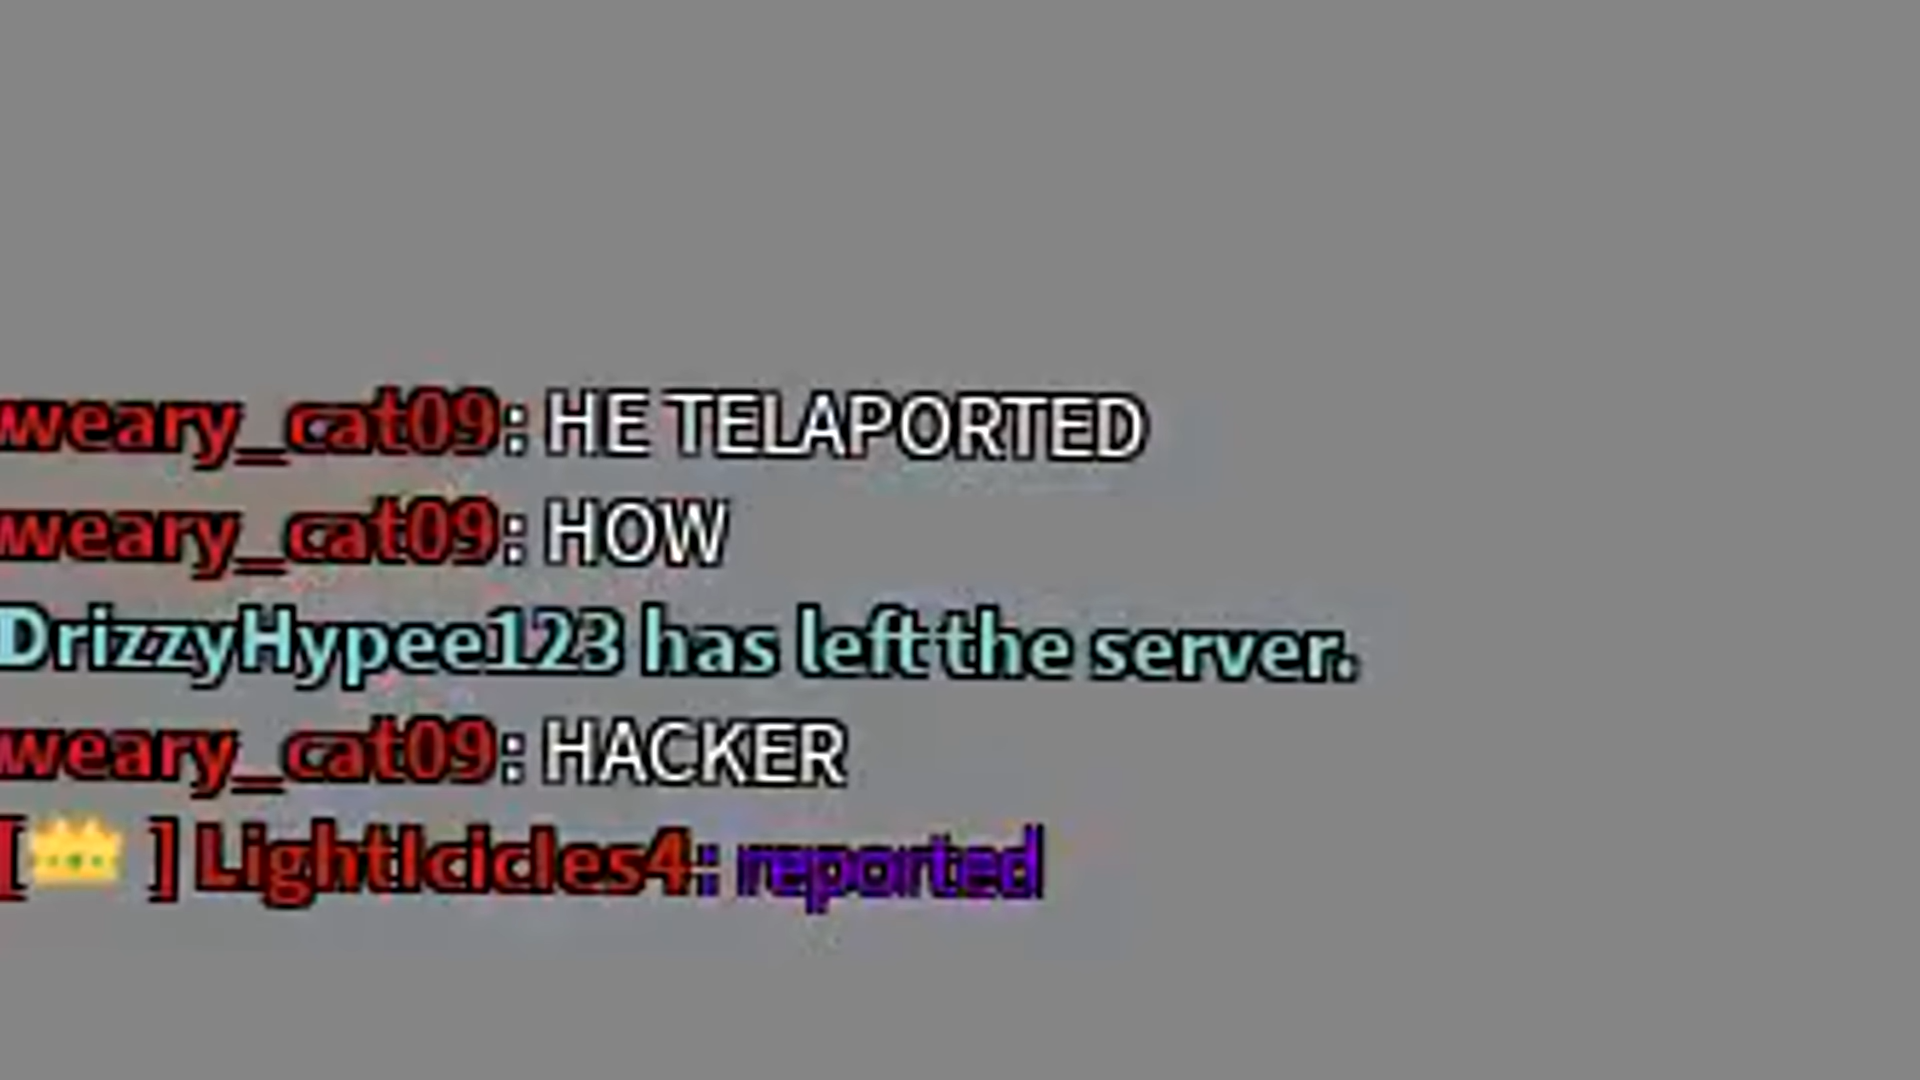 weary_cat09: HE TELAPORTED
weary_cat09: HOW
DrizzyHypee123 has left the server.
weary_cat09: HACKER
[👑 ] LightIcicles4: reported